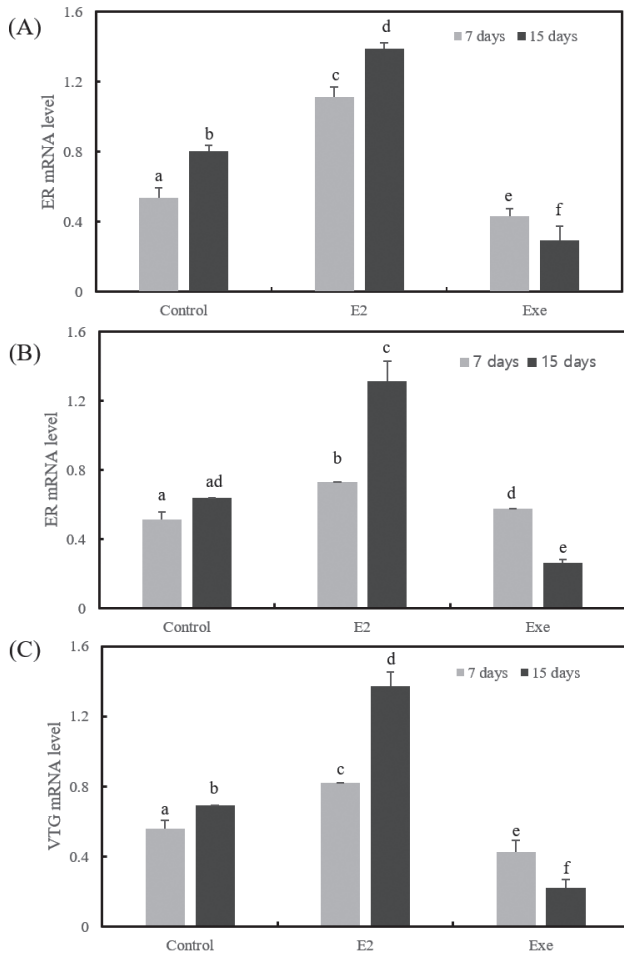 (A)
ER mRNA level
1.6
1.2
0.8
0.4
0
7 days 15 days
a
b
c
d
e
f
Control E2 Exe
(B)
ER mRNA level
1.6
1.2
0.8
0.4
0
7 days 15 days
a
ad
b
c
d
e
Control E2 Exe
(C)
VTG mRNA level
1.6
1.2
0.8
0.4
0
7 days 15 days
a
b
c
d
e
f
Control E2 Exe